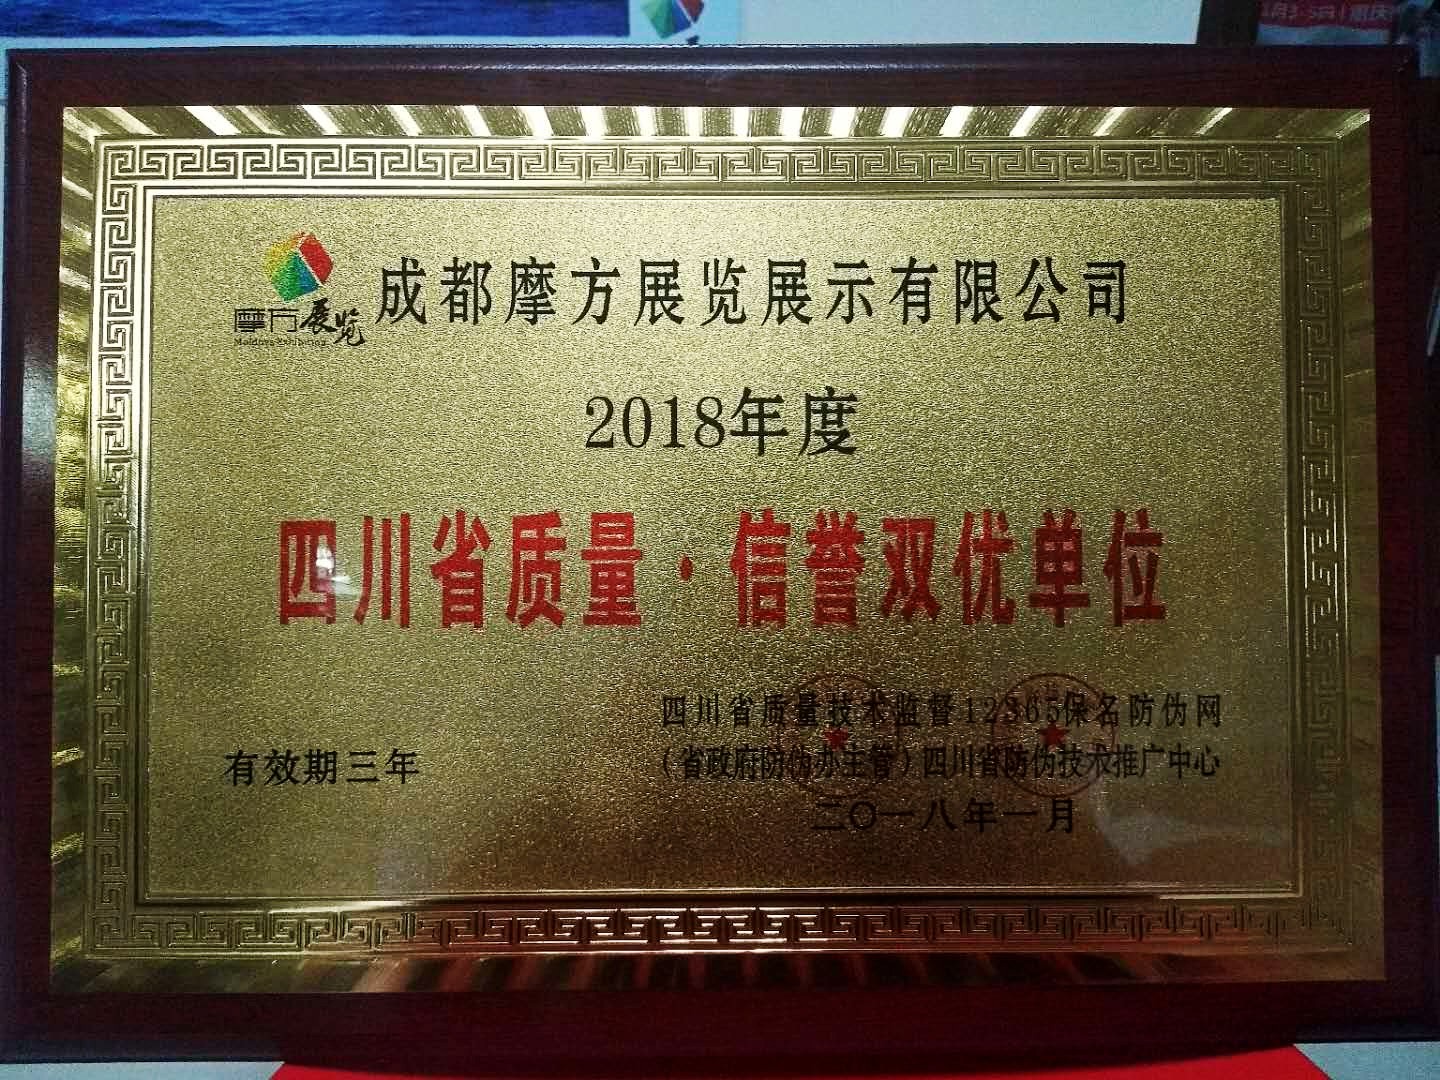 成都摩方展览展示有限公司
摩方展览
2018年度
四川省质量·信誉双优单位
四川省质量技术监督12365保名防伪网
（省政府防伪办主管）四川省防伪技术推广中心
有效期三年
二〇一八年一月